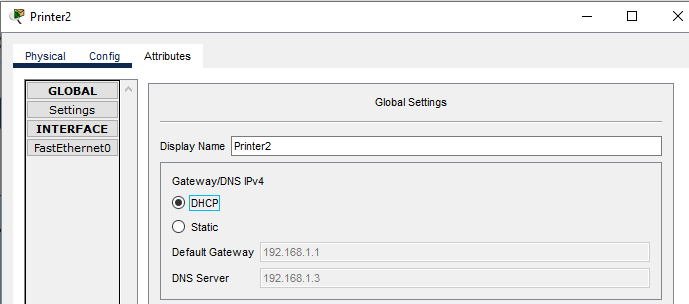 Printer2
Physical Config Attributes
GLOBAL
Settings
INTERFACE
FastEthernet0
Global Settings
Display Name Printer2
Gateway/DNS IPv4
DHCP
Static
Default Gateway 192.168.1.1
DNS Server 192.168.1.3